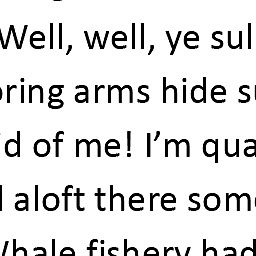 Well, well, ye sul
oring arms hide su
'd of me! I'm qua
l aloft there some
Whale fishery had